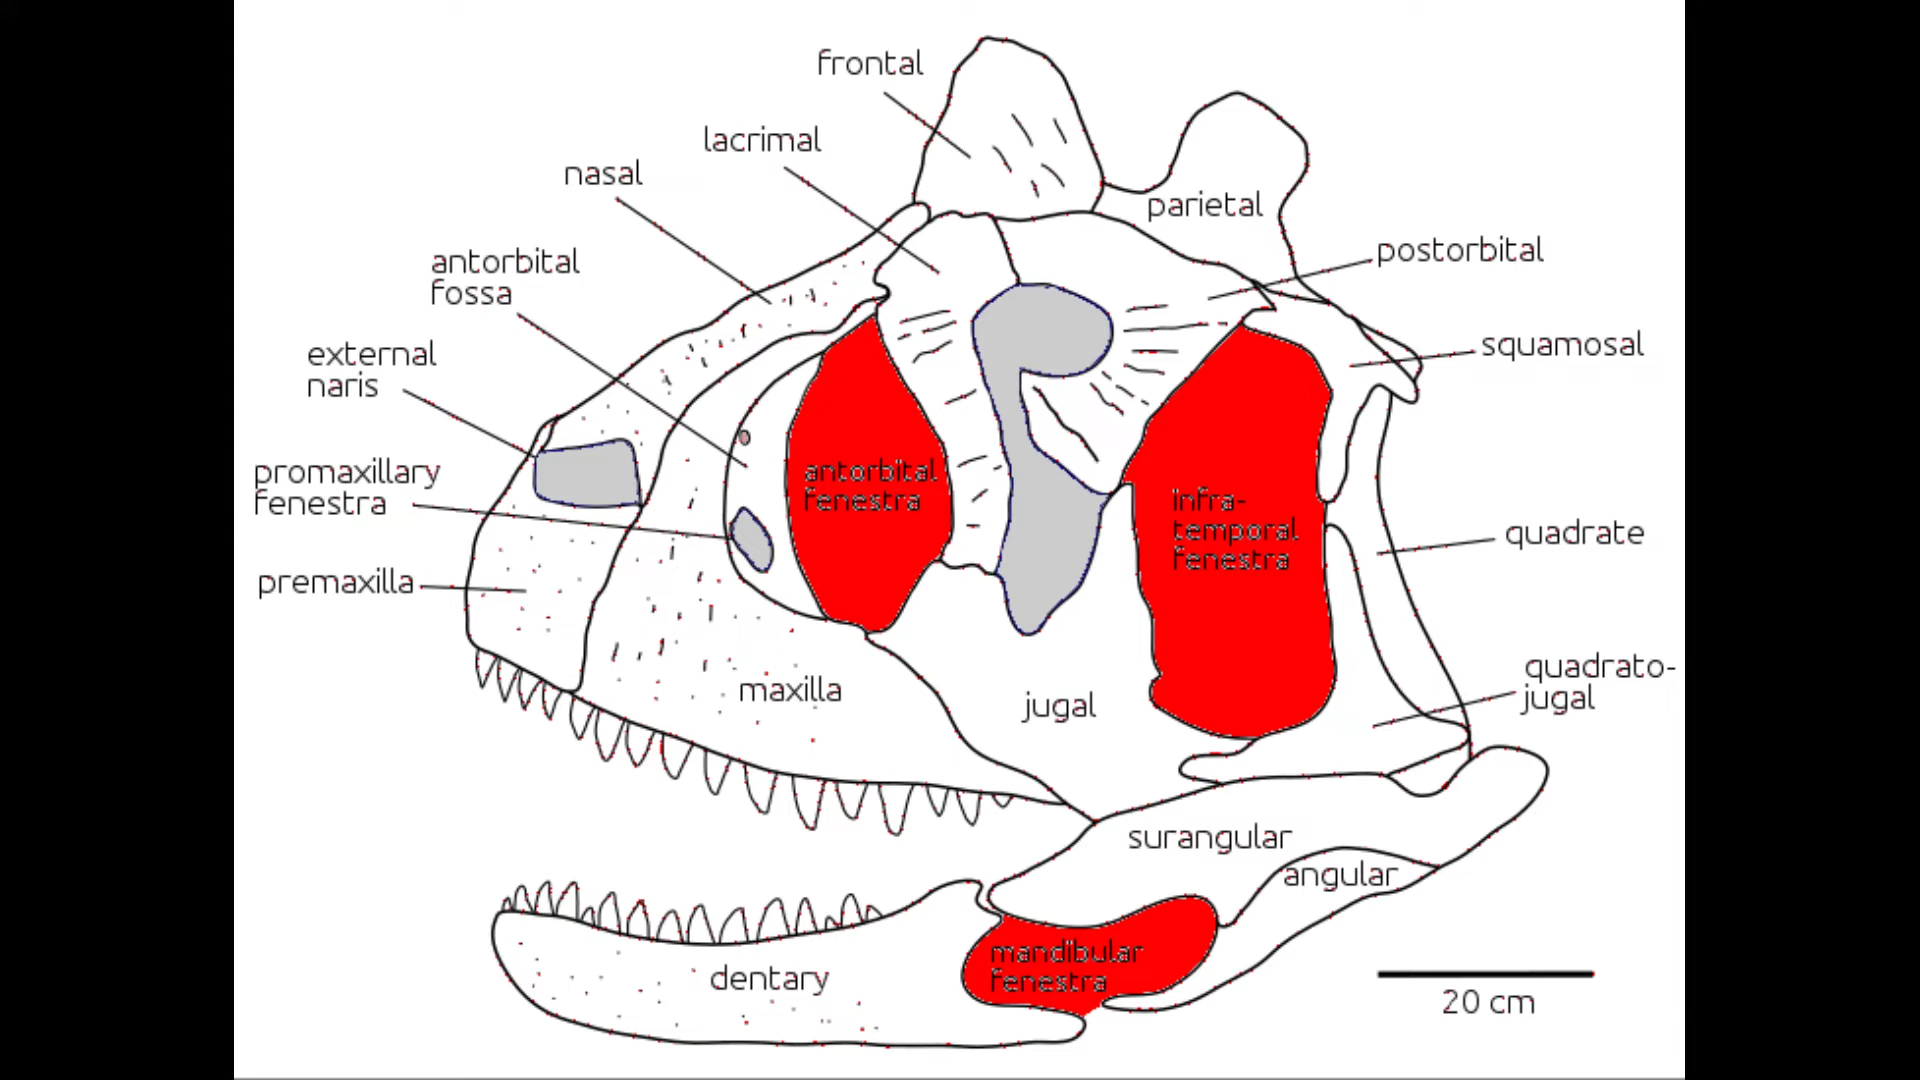 frontal
lacrimal
nasal
parietal
antorbital
fossa
postorbital
external
naris
squamosal
promaxillary
fenestra
antorbital
fenestra
infra-
temporal
fenestra
quadrate
premaxilla
maxilla
jugal
quadrato-
jugal
surangular
angular
mandibular
fenestra
dentary
20 cm